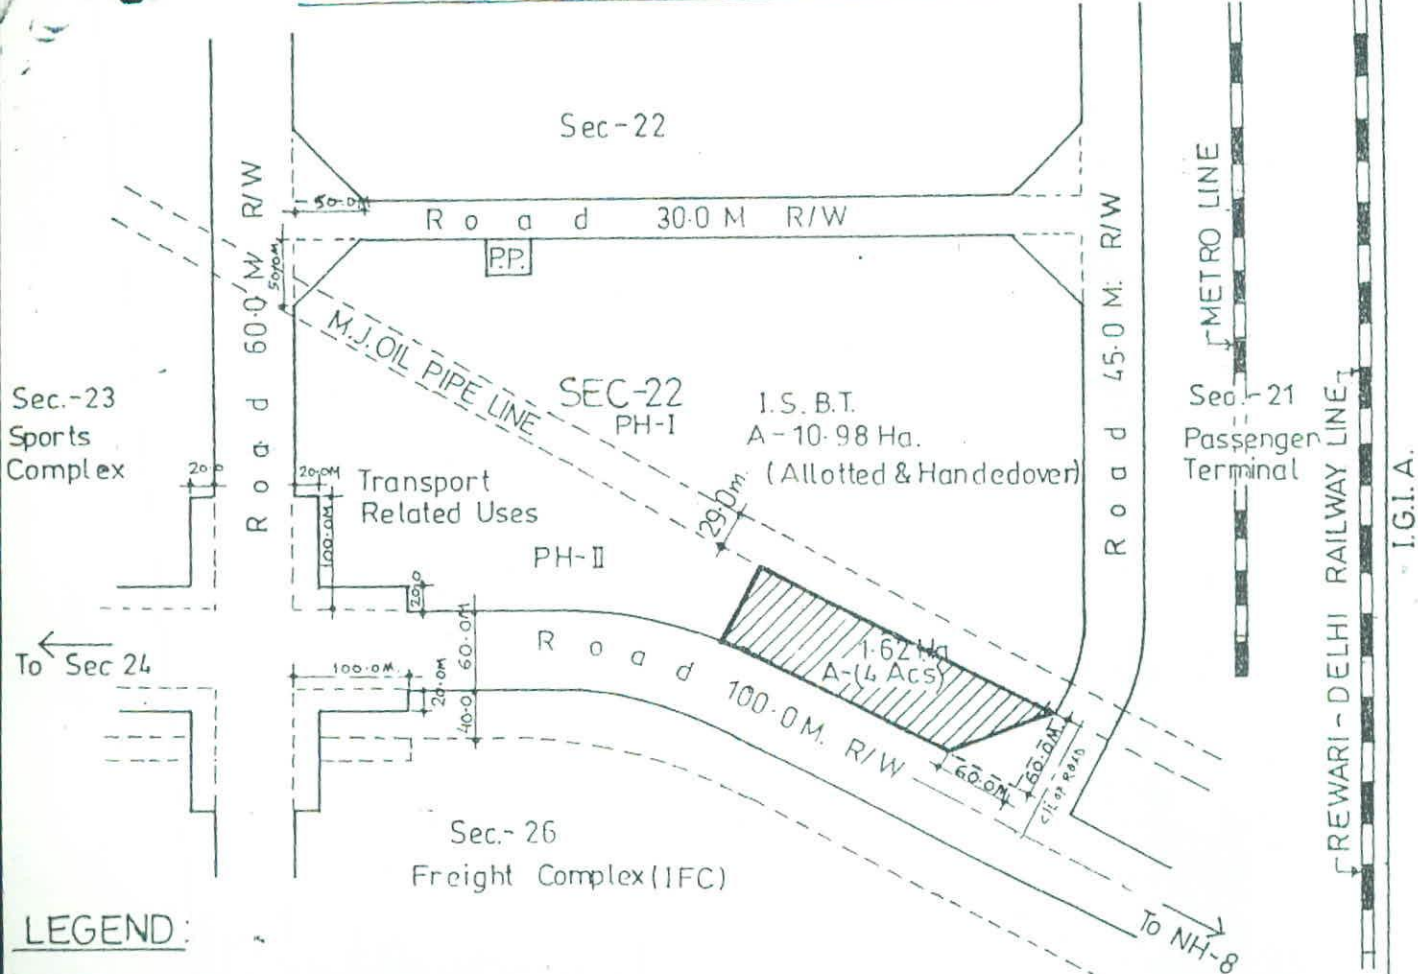 Sec-22
50.0M
Road 30.0 M R/W
P.P.
50.0M
Road 60.0 M R/W
M.J. OIL PIPE LINE
SEC-22
PH-I
I.S.B.T.
A-10.98 Ha.
(Allotted & Handedover)
29.0m.
Road 45.0 M. R/W
METRO LINE
Sec.-21
Passenger
Terminal
REWARI-DELHI RAILWAY LINE
I.G.I.A.
Sec.-23
Sports
Complex
20.0
20.0M
100.0M
Transport
Related Uses
PH-II
20.0
60.0M
1.62 Ha
A-(4 Acs)
To Sec 24
100.0M.
20.0M
40.0
Road 100.0 M. R/W
60.0M
60.0M
C/L OF ROAD
Sec.-26
Freight Complex (IFC)
To NH-8
LEGEND: